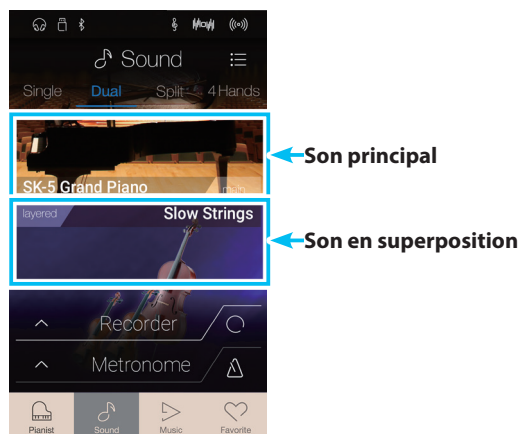 Sound
Single Dual Split 4 Hands
SK-5 Grand Piano main
Son principal
layered Slow Strings
Son en superposition
Recorder
Metronome
Pianist Sound Music Favorite